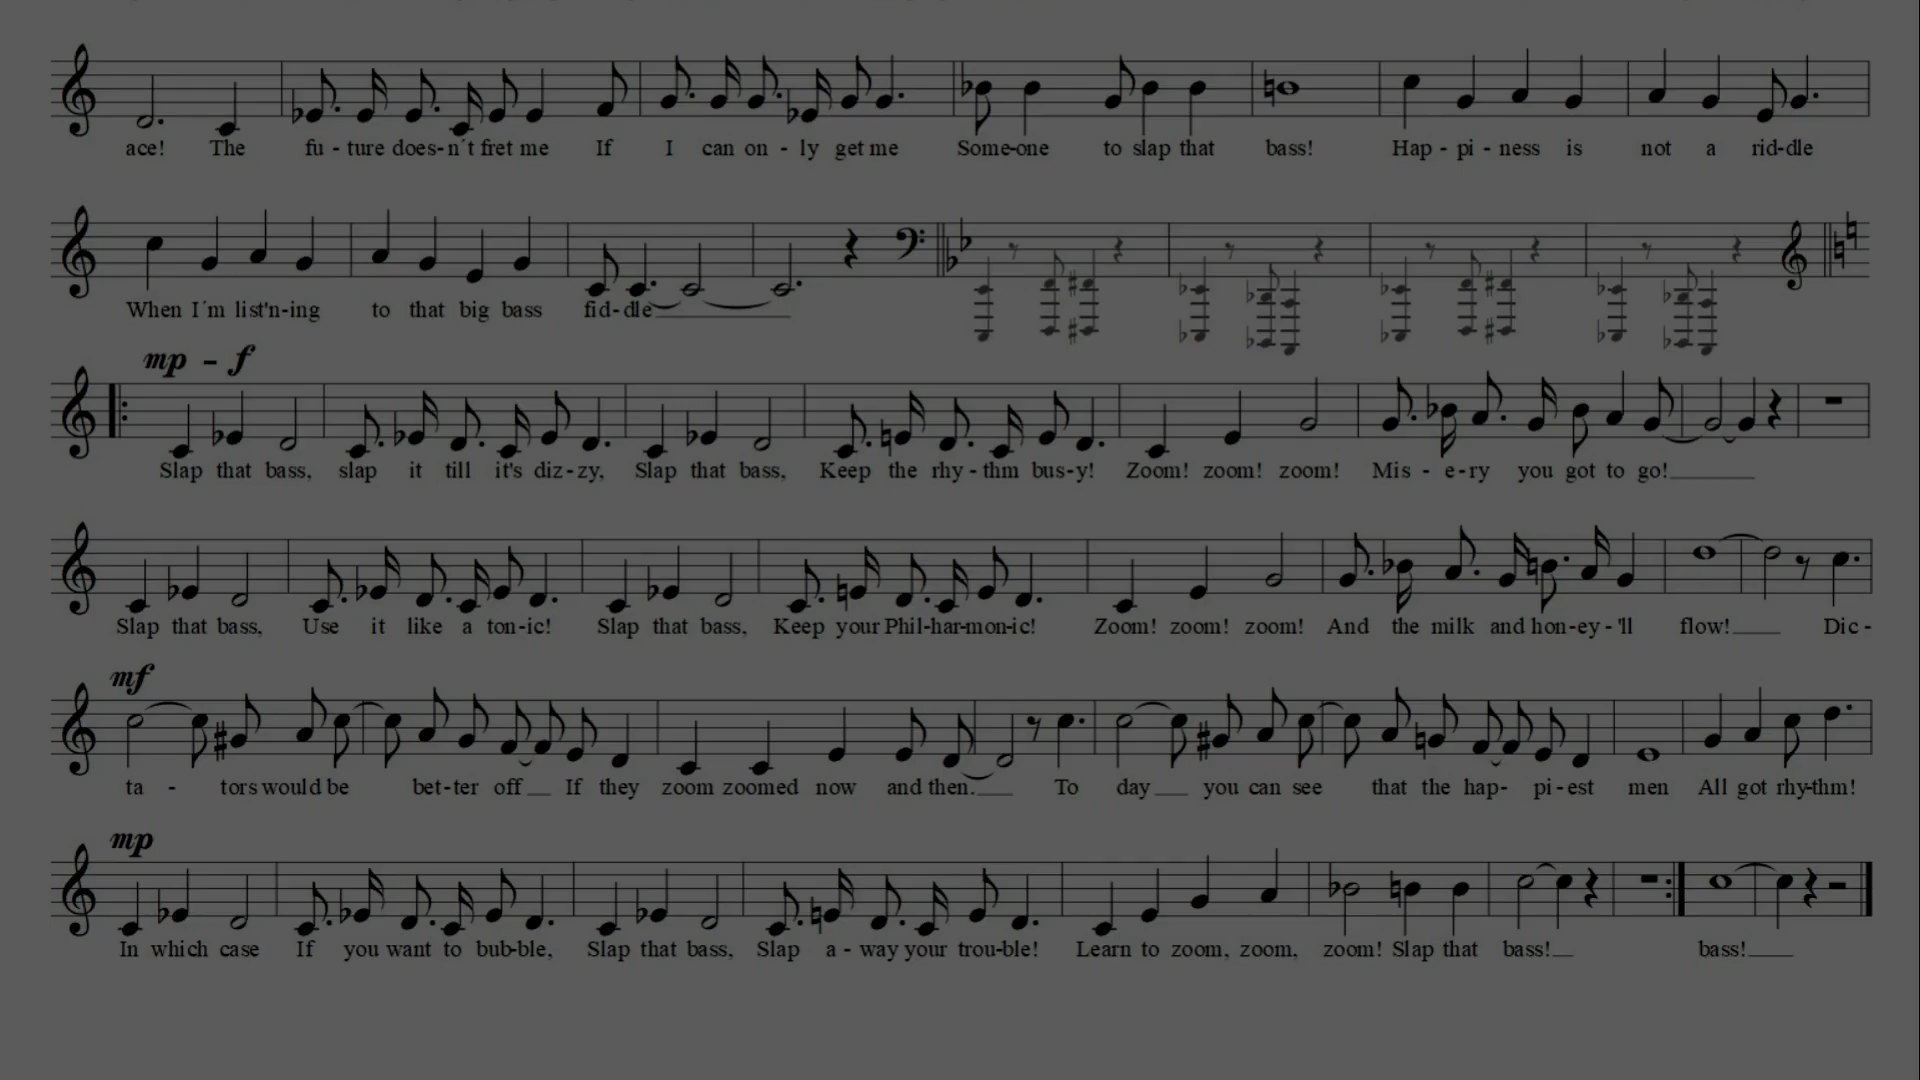 ace! The fu - ture does - n´t fret me If I can on - ly get me Some-one to slap that bass! Hap - pi - ness is not a rid-dle
When I´m list'n-ing to that big bass fid-dle
mp - f
Slap that bass, slap it till it's diz-zy, Slap that bass, Keep the rhy - thm bus-y! Zoom! zoom! zoom! Mis - e-ry you got to go!
Slap that bass, Use it like a ton-ic! Slap that bass, Keep your Phil-har-mon-ic! Zoom! zoom! zoom! And the milk and hon-ey-'ll flow! Dic -
mf
ta - tors would be bet-ter off If they zoom zoomed now and then. To day you can see that the hap- pi-est men All got rhy-thm!
mp
In which case If you want to bub-ble, Slap that bass, Slap a - way your trou-ble! Learn to zoom, zoom, zoom! Slap that bass! bass!